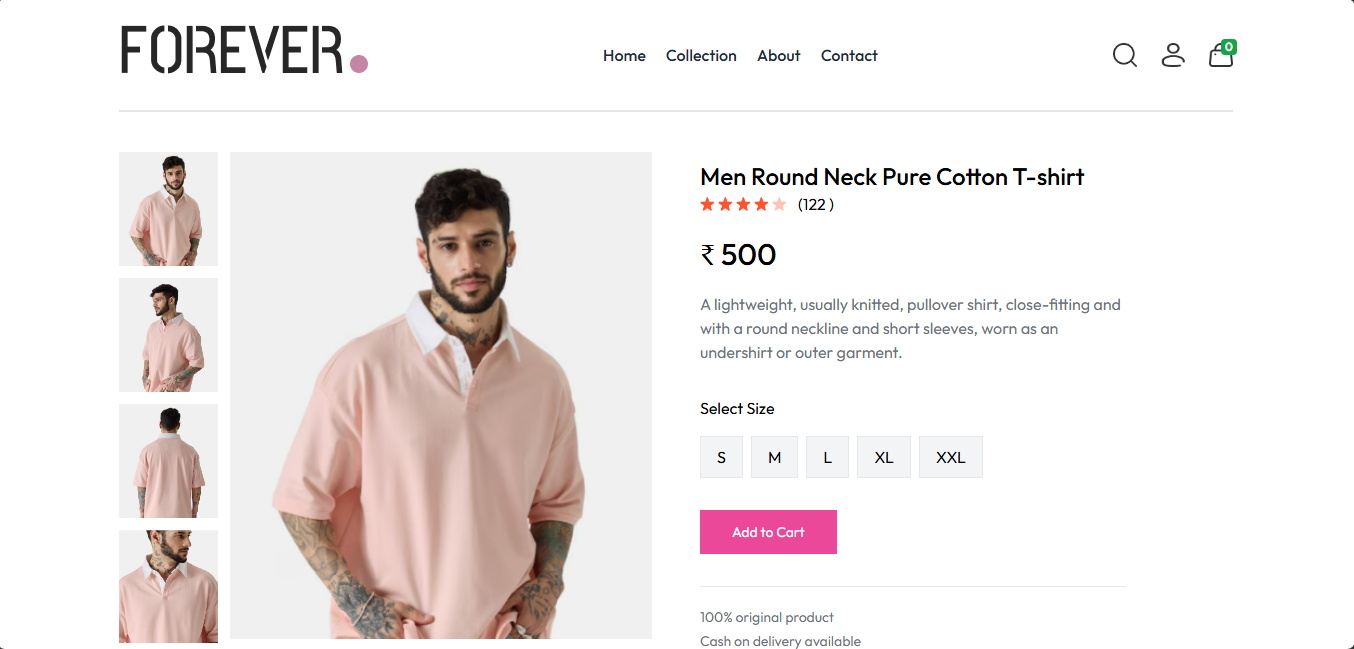 FOREVER.
Home Collection About Contact
0
Men Round Neck Pure Cotton T-shirt
(122 )
₹ 500
A lightweight, usually knitted, pullover shirt, close-fitting and
with a round neckline and short sleeves, worn as an
undershirt or outer garment.
Select Size
S M L XL XXL
Add to Cart
100% original product
Cash on delivery available